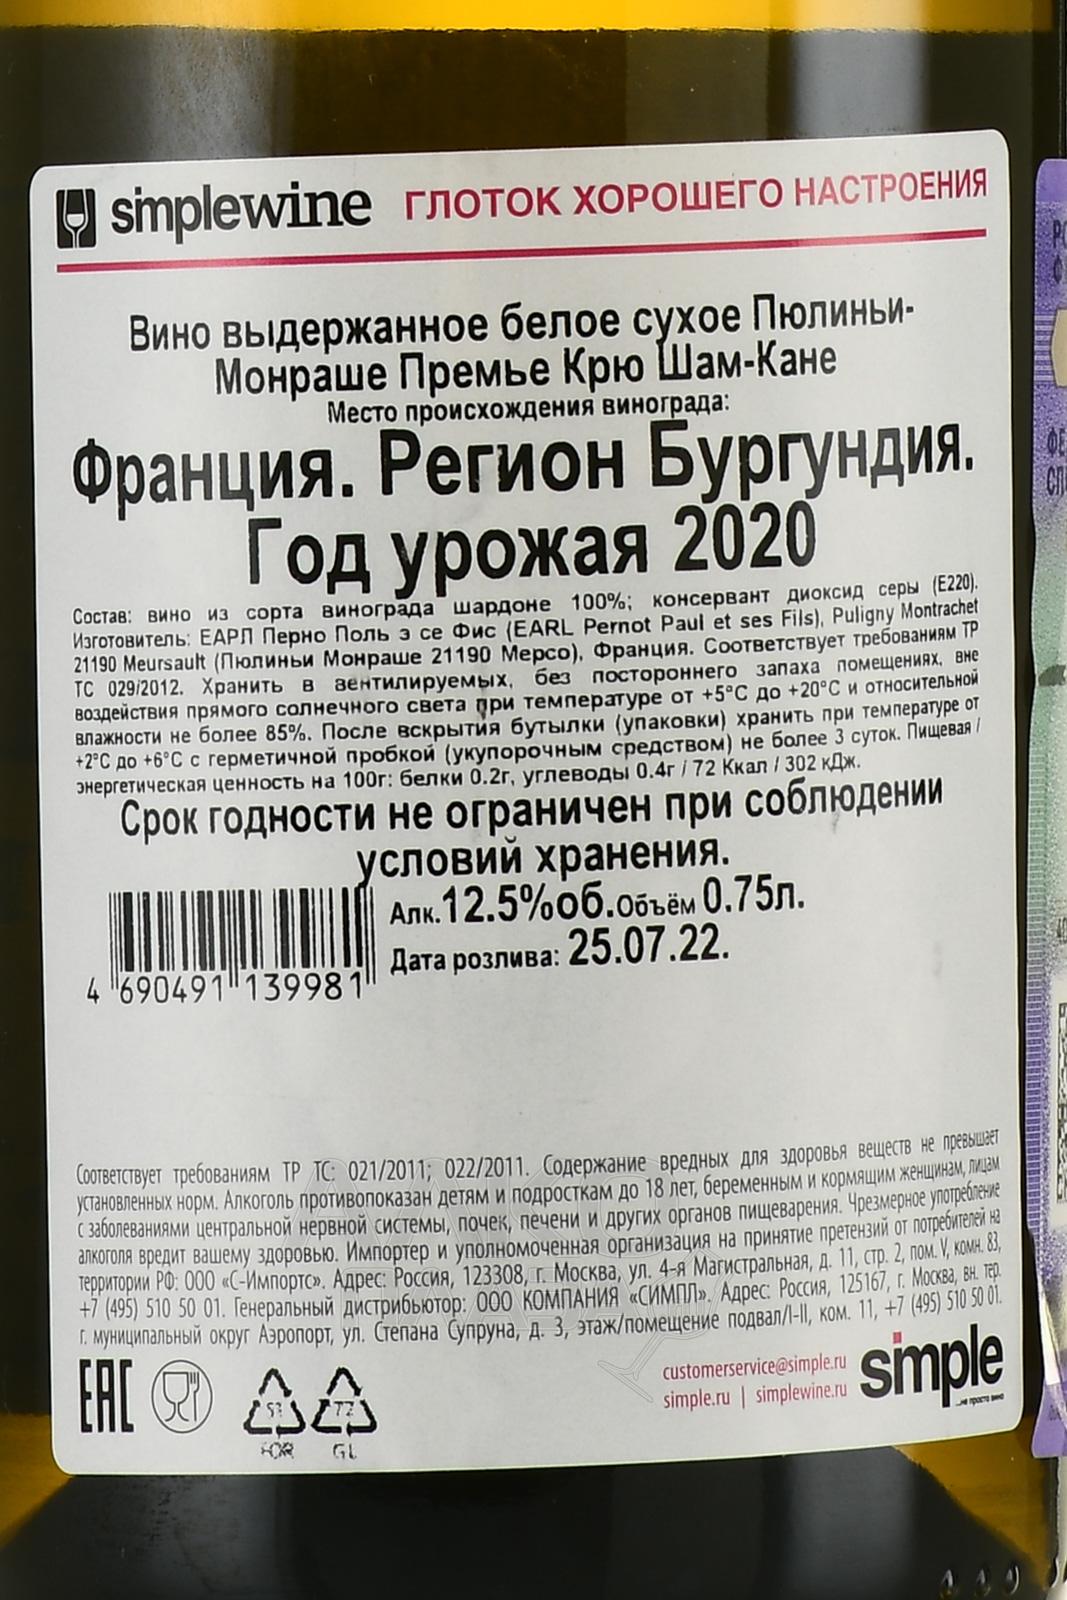 simplewine ГЛОТОК ХОРОШЕГО НАСТРОЕНИЯ
Вино выдержанное белое сухое Пюлиньи-
Монраше Премье Крю Шам-Кане
Место происхождения винограда:
Франция. Регион Бургундия.
Год урожая 2020
Состав: вино из сорта винограда шардоне 100%; консервант диоксид серы (Е220).
Изготовитель: ЕАРЛ Перно Поль э се Фис (EARL Pernot Paul et ses Fils), Puligny Montrachet
21190 Meursault (Пюлиньи Монраше 21190 Мерсо), Франция. Соответствует требованиям ТР
ТС 029/2012. Хранить в вентилируемых, без постороннего запаха помещениях, вне
воздействия прямого солнечного света при температуре от +5°С до +20°С и относительной
влажности не более 85%. После вскрытия бутылки (упаковки) хранить при температуре от
+2°С до +6°С с герметичной пробкой (укупорочным средством) не более 3 суток. Пищевая /
энергетическая ценность на 100г: белки 0.2г, углеводы 0.4г / 72 Ккал / 302 кДж.
Срок годности не ограничен при соблюдении
условий хранения.
Алк.12.5%об.Объём 0.75л.
Дата розлива: 25.07.22.
4 690491 139981
Соответствует требованиям ТР ТС: 021/2011; 022/2011. Содержание вредных для здоровья веществ не превышает
установленных норм. Алкоголь противопоказан детям и подросткам до 18 лет, беременным и кормящим женщинам, лицам
с заболеваниями центральной нервной системы, почек, печени и других органов пищеварения. Чрезмерное употребление
алкоголя вредит вашему здоровью. Импортер и уполномоченная организация на принятие претензий от потребителей на
территории РФ: ООО «С-Импортс». Адрес: Россия, 123308, г. Москва, ул. 4-я Магистральная, д. 11, стр. 2, пом. V, комн. 83,
+7 (495) 510 50 01. Генеральный дистрибьютор: ООО КОМПАНИЯ «СИМПЛ». Адрес: Россия, 125167, г. Москва, вн. тер.
г. муниципальный округ Аэропорт, ул. Степана Супруна, д. 3, этаж/помещение подвал/I-II, ком. 11, +7 (495) 510 50 01.
EAC
51 72
FOR GL
customerservice@simple.ru
simple.ru | simplewine.ru
simple
...не просто вино